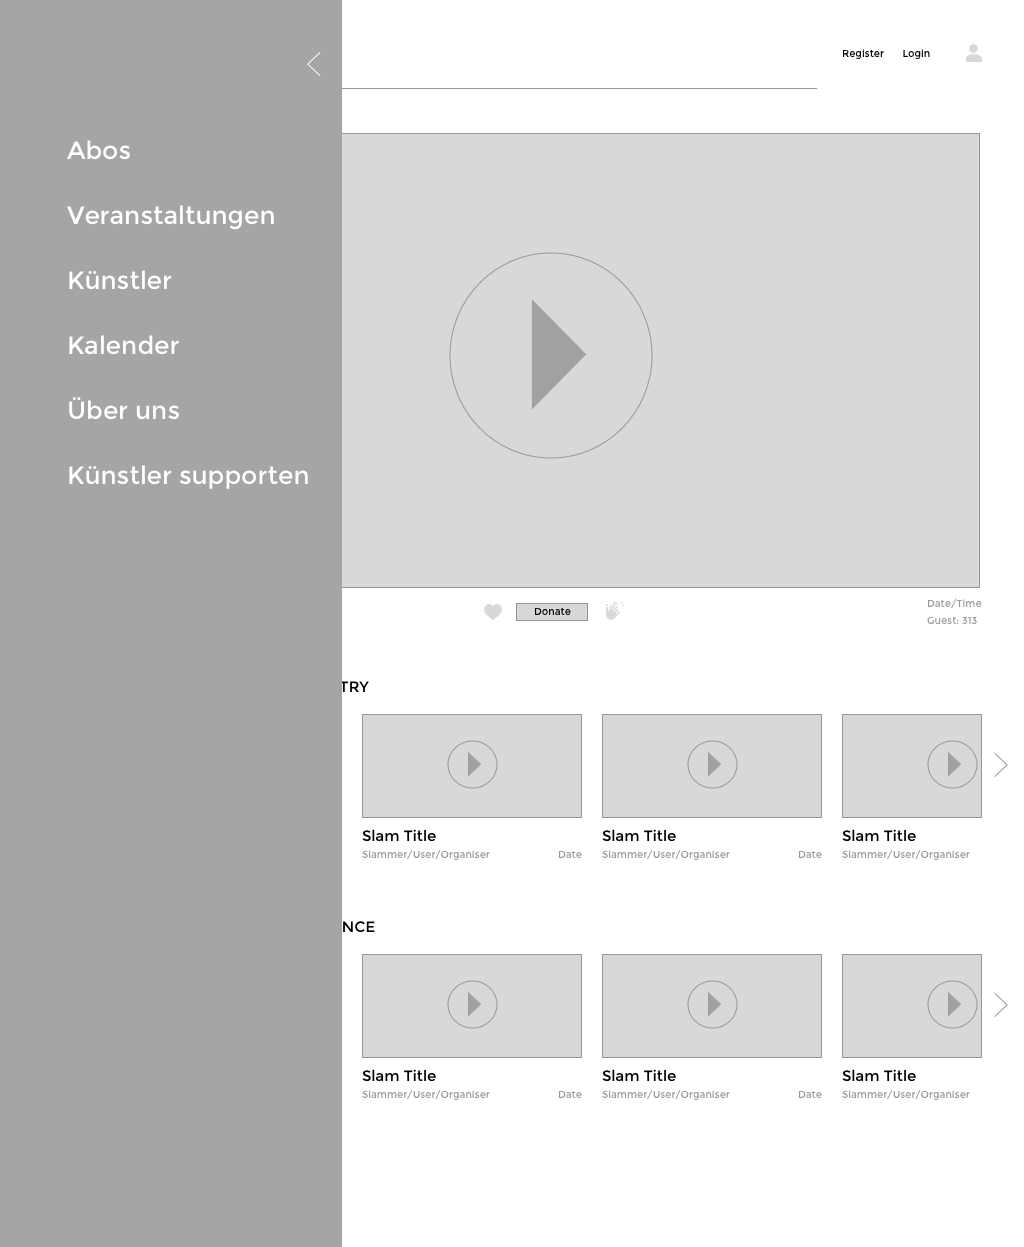 Register Login
Abos
Veranstaltungen
Künstler
Kalender
Über uns
Künstler supporten
Donate
Date/Time
Guest: 313
TRY
Slam Title Slam Title Slam Title
Slammer/User/Organiser Date Slammer/User/Organiser Date Slammer/User/Organiser
NCE
Slam Title Slam Title Slam Title
Slammer/User/Organiser Date Slammer/User/Organiser Date Slammer/User/Organiser